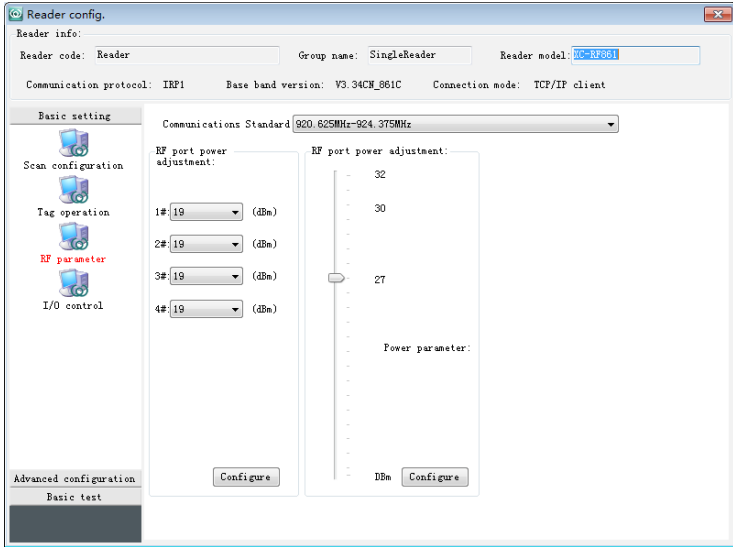 Reader config.
Reader info:
Reader code: Reader Group name: SingleReader Reader model: XC-RF861
Communication protocol: IRP1 Base band version: V3.34CN_861C Connection mode: TCP/IP client
Basic setting
Scan configuration
Tag operation
RF parameter
I/O control
Advanced configuration
Basic test
Communications Standard 920.625MHz-924.375MHz
RF port power
adjustment:
1#: 19 (dBm)
2#: 19 (dBm)
3#: 19 (dBm)
4#: 19 (dBm)
Configure
RF port power adjustment:
32
30
27
Power parameter:
DBm Configure